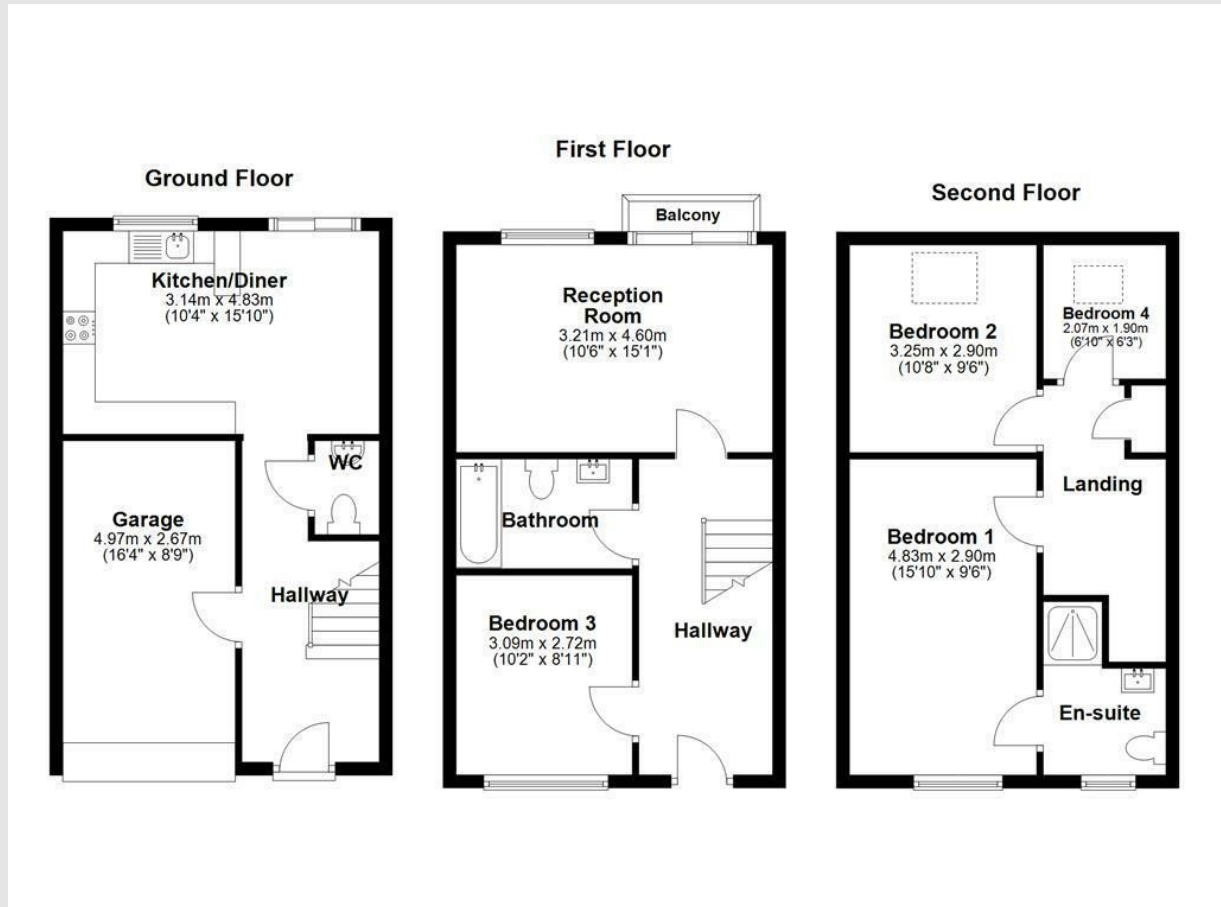 Ground Floor
Kitchen/Diner
3.14m x 4.83m
(10'4" x 15'10")
WC
Garage
4.97m x 2.67m
(16'4" x 8'9")
Hallway
First Floor
Balcony
Reception
Room
3.21m x 4.60m
(10'6" x 15'1")
Bathroom
Bedroom 3
3.09m x 2.72m
(10'2" x 8'11")
Hallway
Second Floor
Bedroom 2
3.25m x 2.90m
(10'8" x 9'6")
Bedroom 4
2.07m x 1.90m
(6'10" x 6'3")
Landing
Bedroom 1
4.83m x 2.90m
(15'10" x 9'6")
En-suite